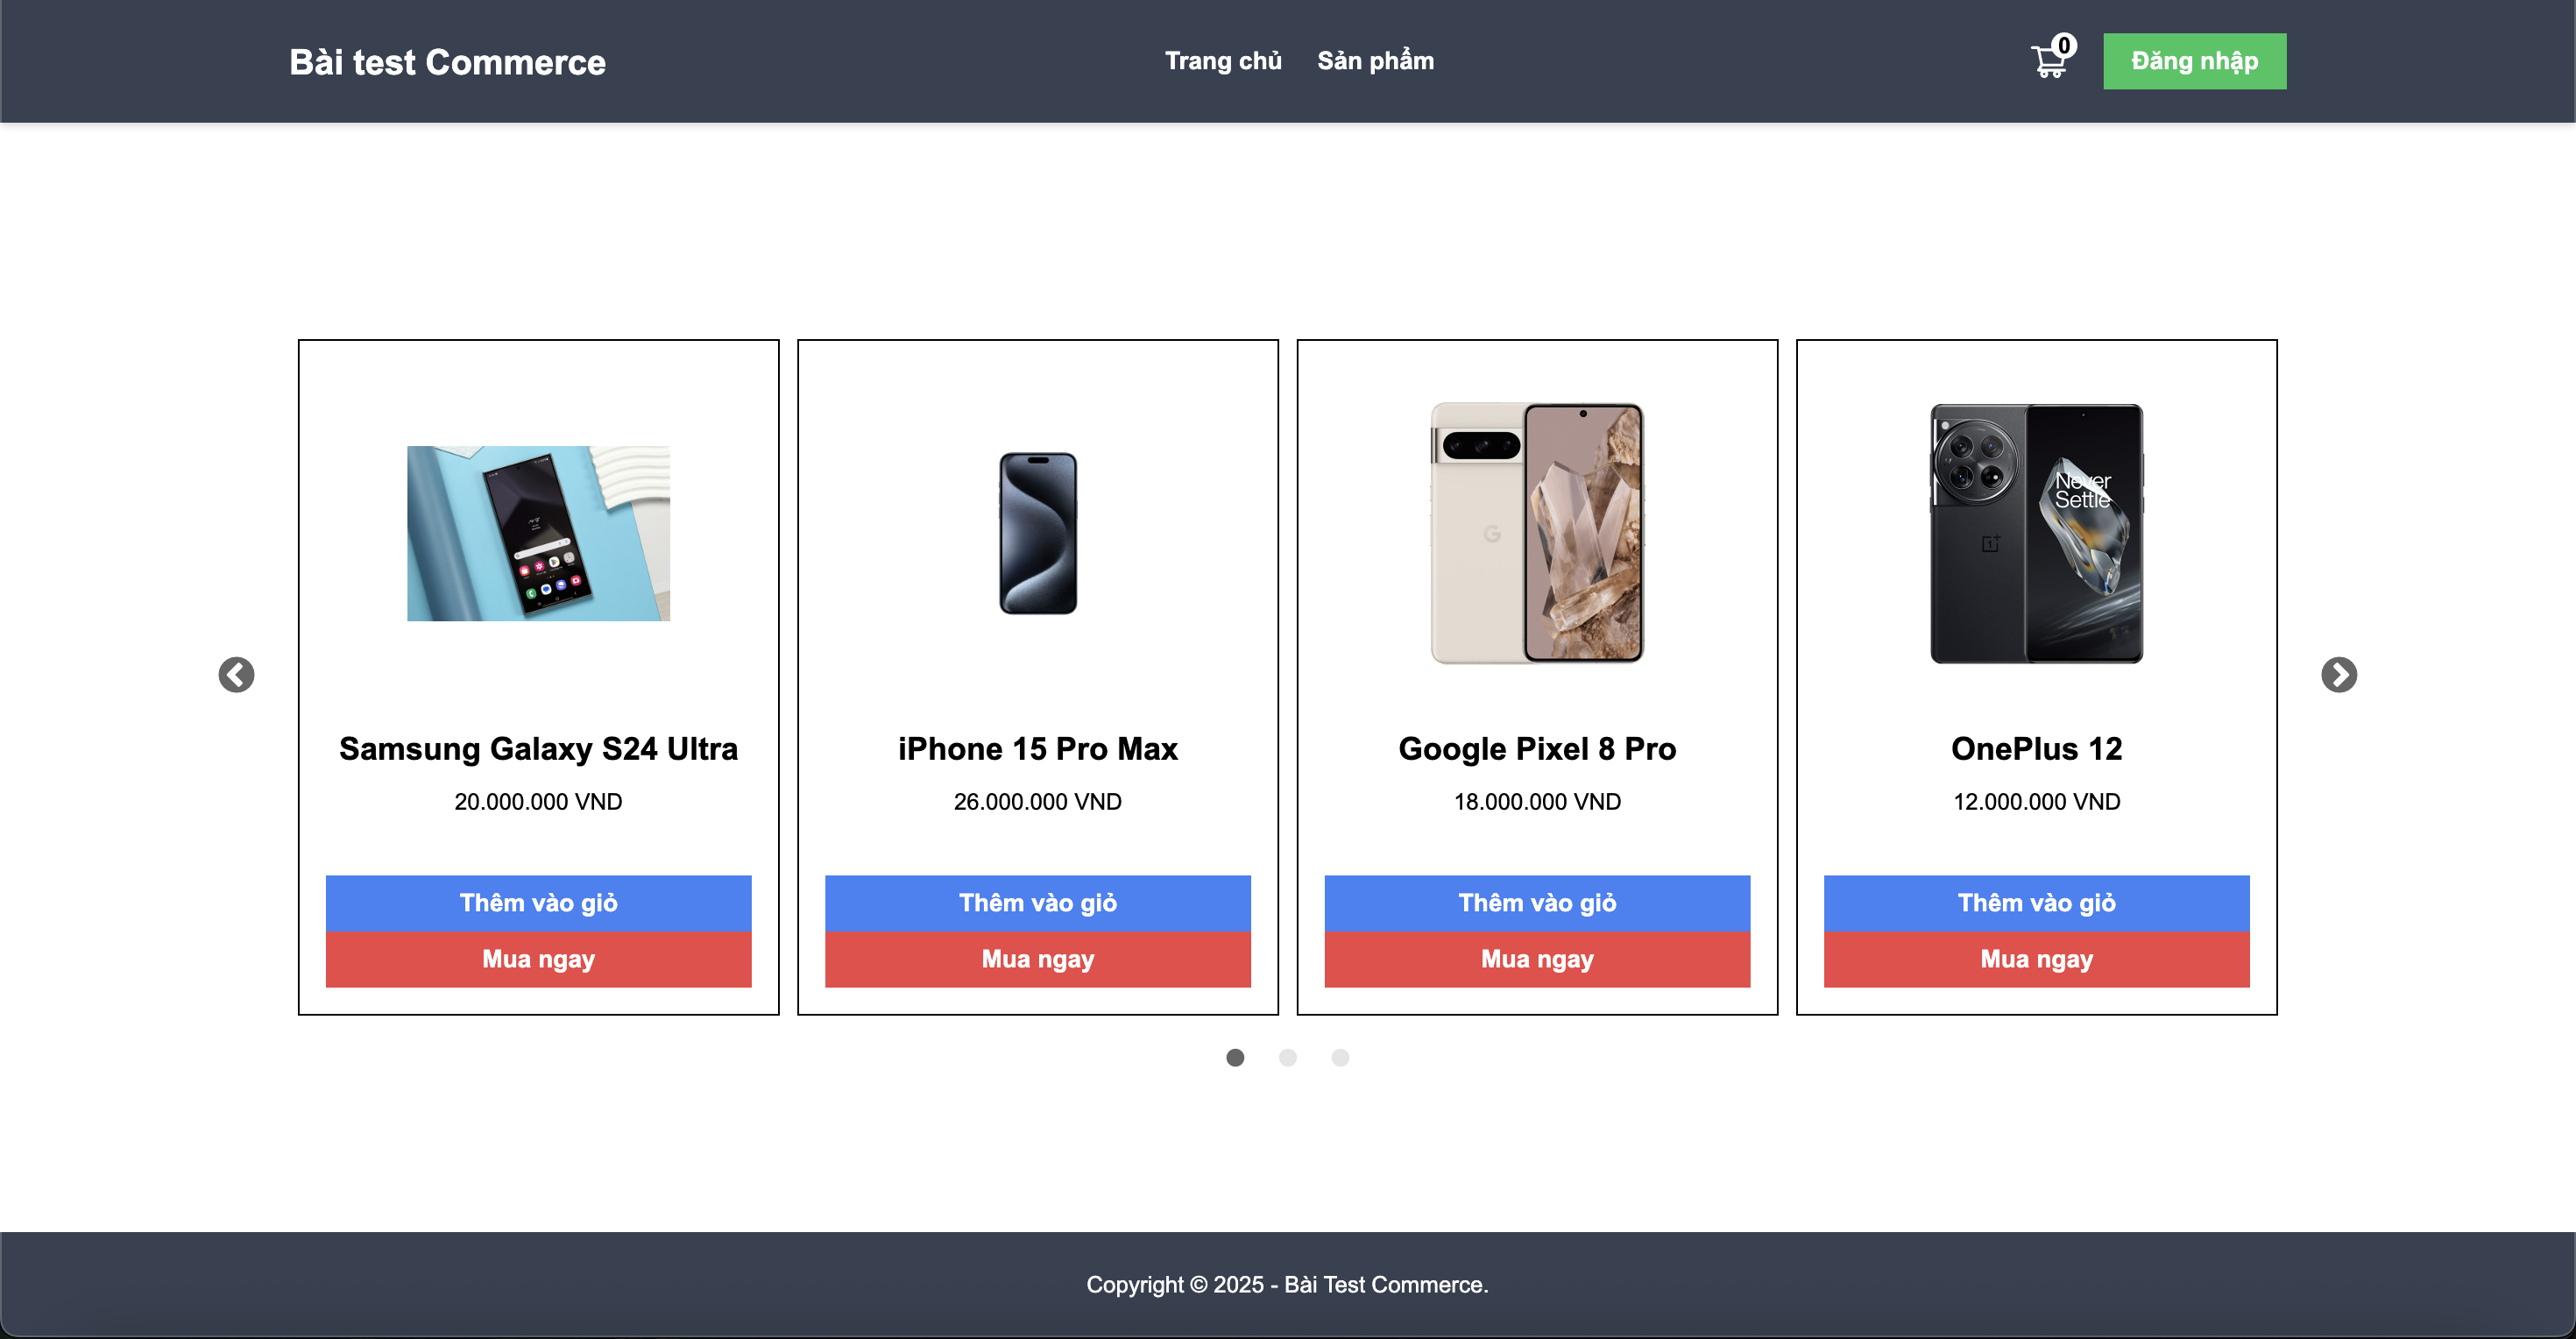 Bài test Commerce
Trang chủ Sản phẩm
0
Đăng nhập
Never
Settle
Samsung Galaxy S24 Ultra
iPhone 15 Pro Max
Google Pixel 8 Pro
OnePlus 12
20.000.000 VND
26.000.000 VND
18.000.000 VND
12.000.000 VND
Thêm vào giỏ
Thêm vào giỏ
Thêm vào giỏ
Thêm vào giỏ
Mua ngay
Mua ngay
Mua ngay
Mua ngay
Copyright © 2025 - Bài Test Commerce.